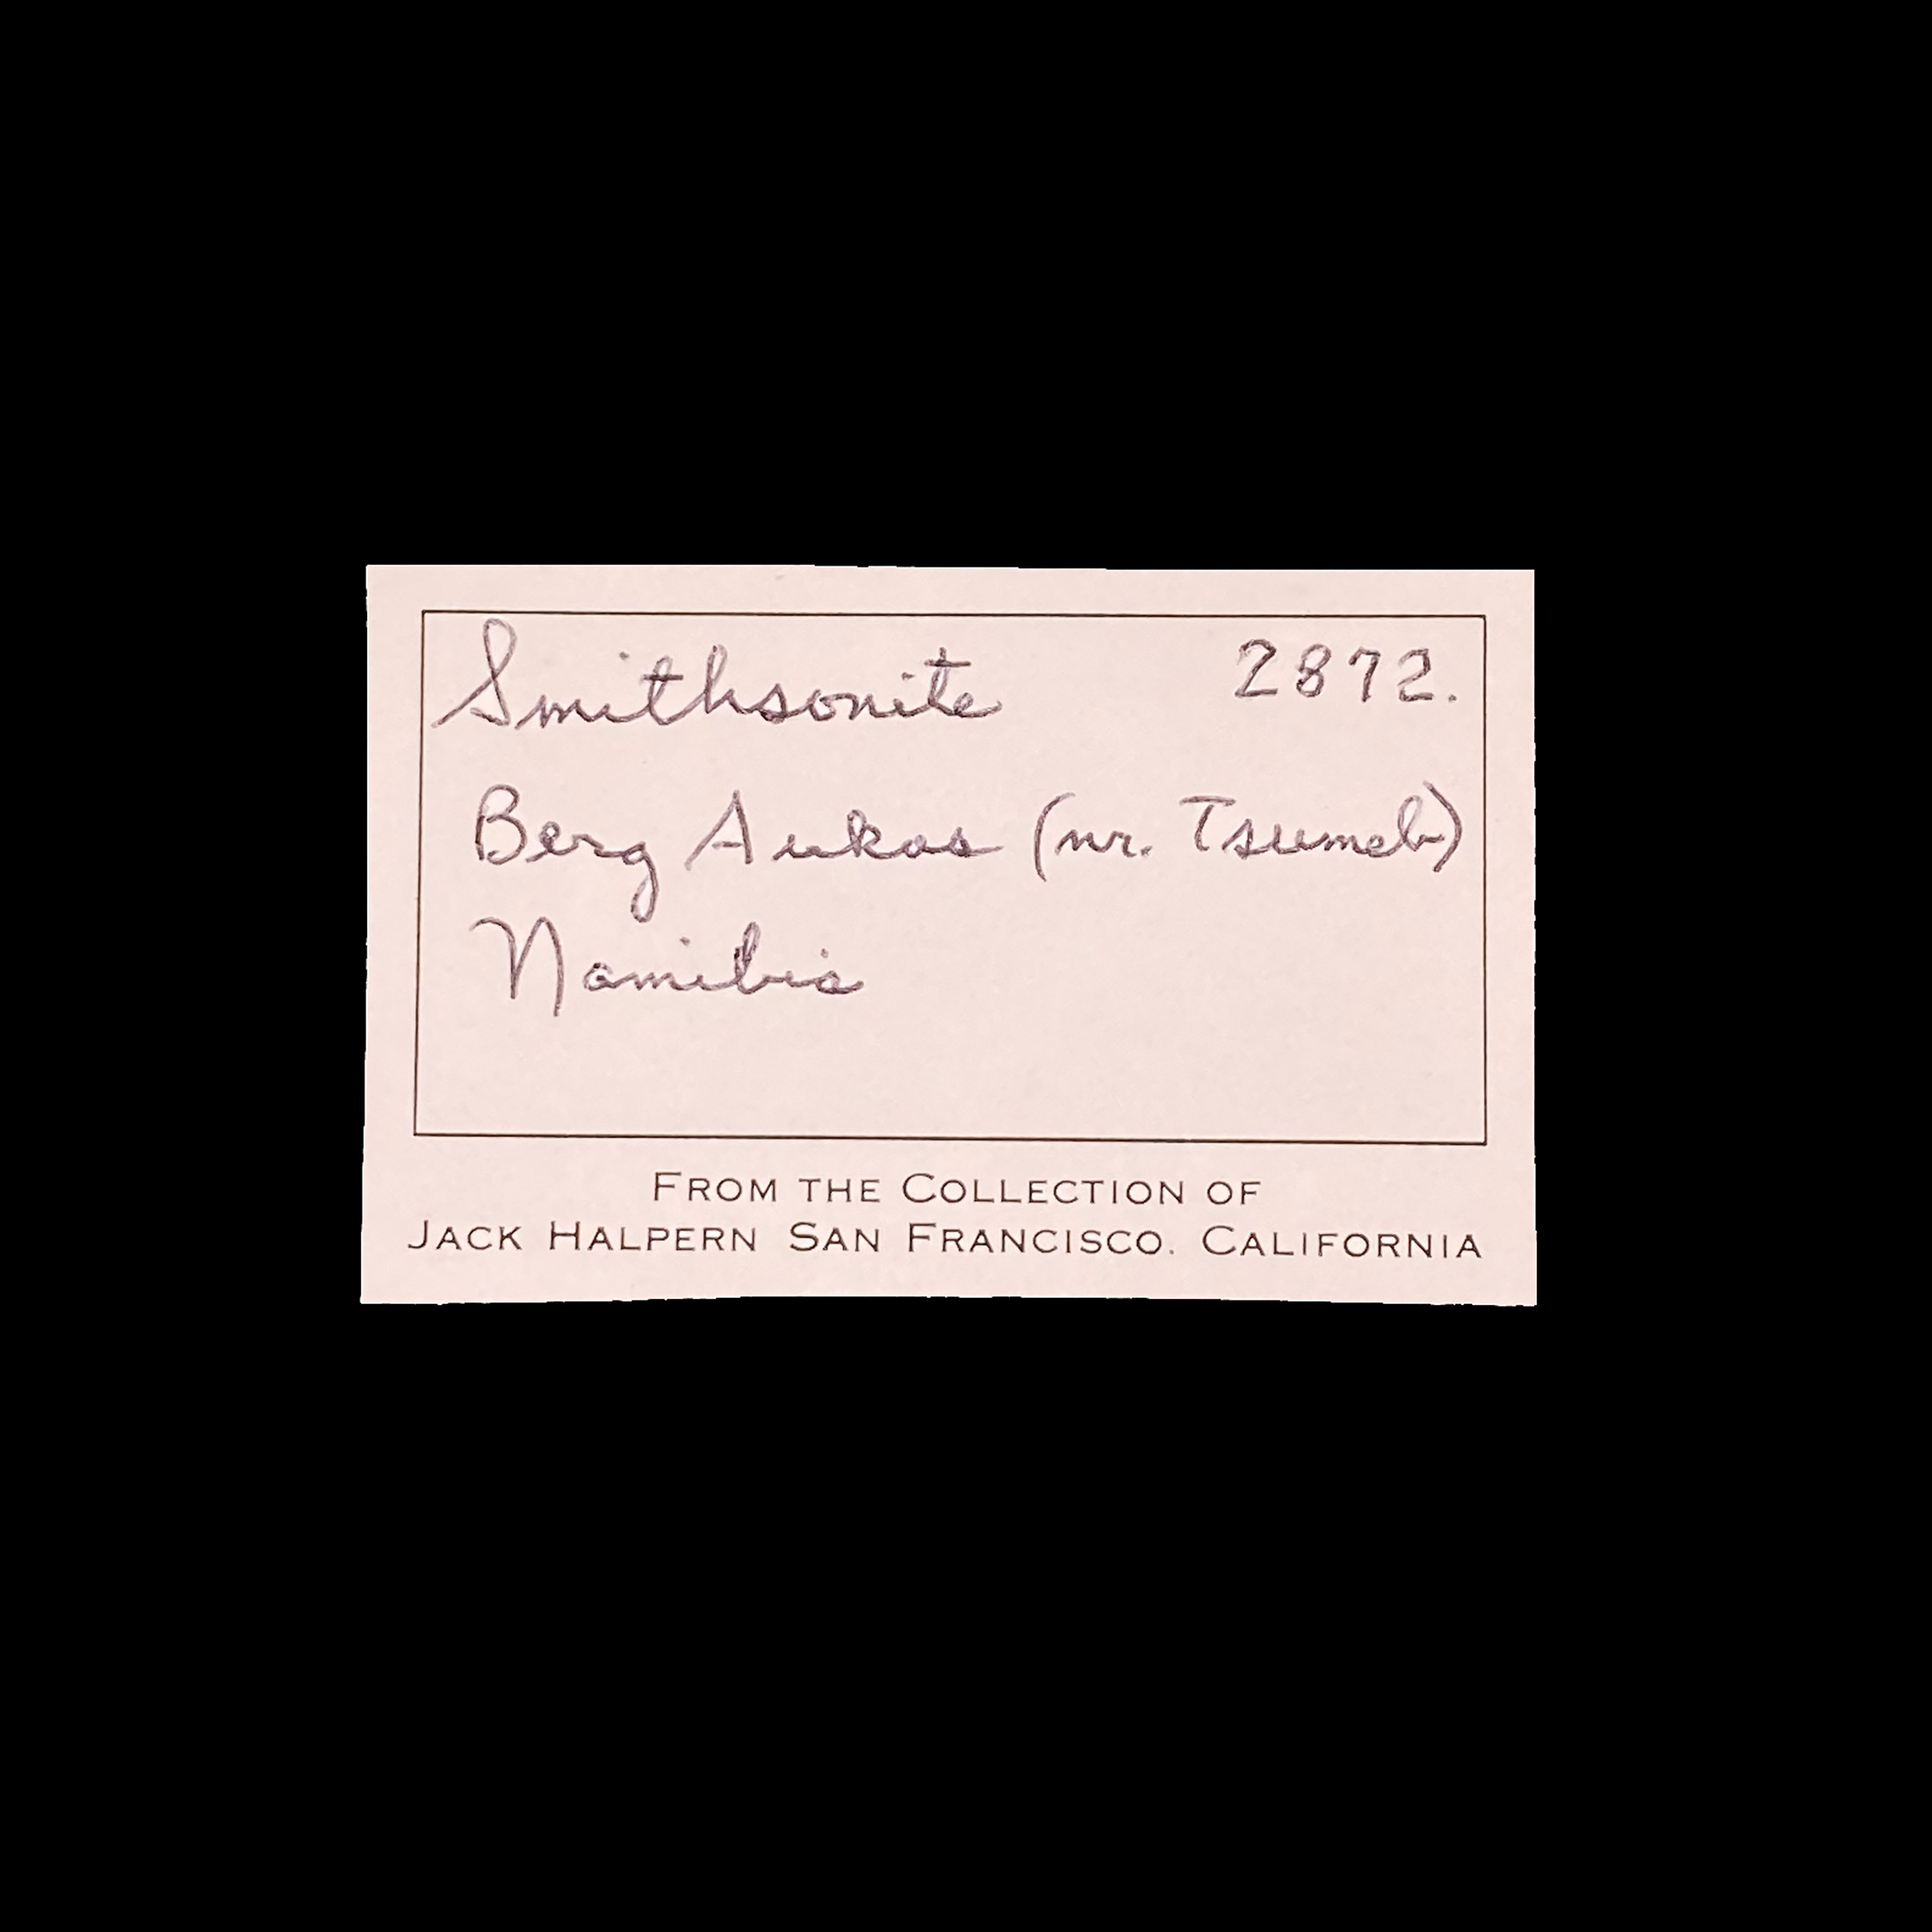 Smithsonite 2872.
Berg Aukas (nr. Tsumeb)
Namibia
FROM THE COLLECTION OF
JACK HALPERN SAN FRANCISCO. CALIFORNIA